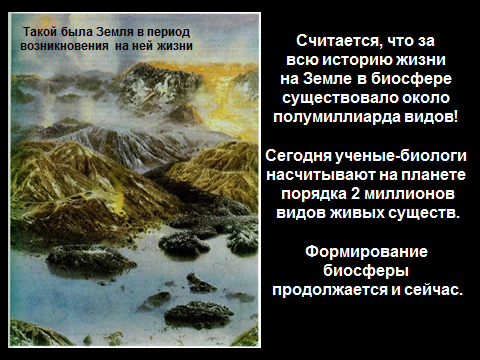 Такой была Земля в период
возникновения на ней жизни
Считается, что за
всю историю жизни
на Земле в биосфере
существовало около
полумиллиарда видов!
Сегодня ученые-биологи
насчитывают на планете
порядка 2 миллионов
видов живых существ.
Формирование
биосферы
продолжается и сейчас.